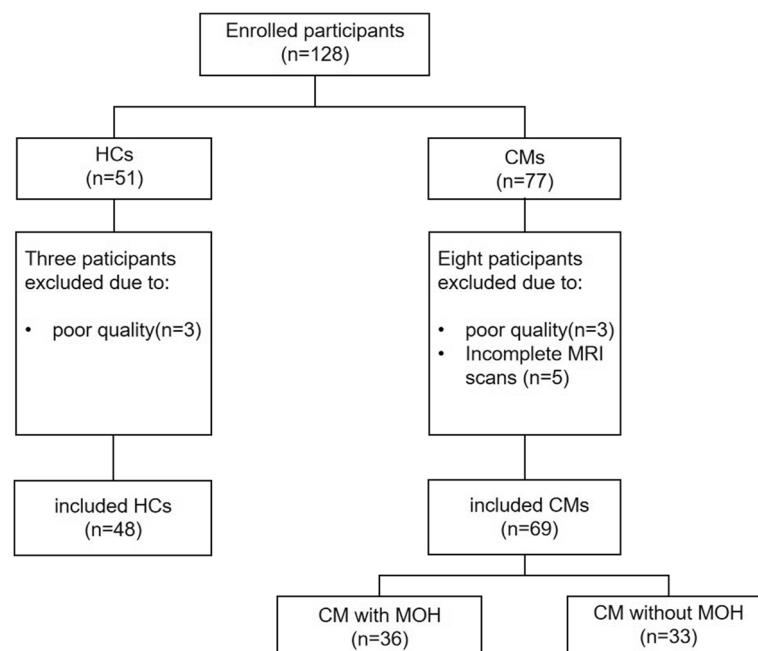 Enrolled participants
(n=128)
HCs
(n=51)
CMs
(n=77)
Three paticipants
excluded due to:
• poor quality(n=3)
Eight paticipants
excluded due to:
• poor quality(n=3)
• Incomplete MRI
scans (n=5)
included HCs
(n=48)
included CMs
(n=69)
CM with MOH
(n=36)
CM without MOH
(n=33)